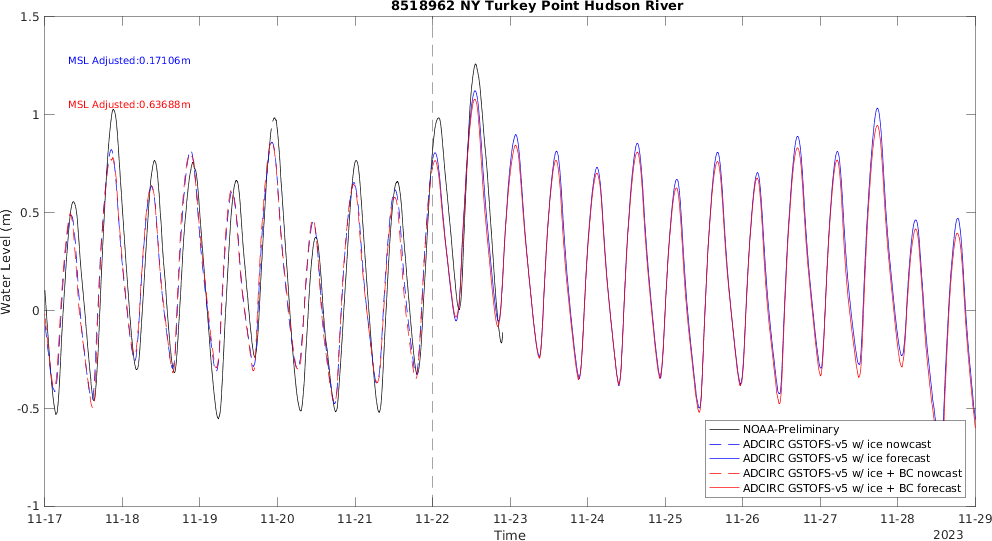 8518962 NY Turkey Point Hudson River
MSL Adjusted:0.17106m
MSL Adjusted:0.63688m
Water Level (m)
1.5
1
0.5
0
-0.5
-1
NOAA-Preliminary
ADCIRC GSTOFS-v5 w/ ice nowcast
ADCIRC GSTOFS-v5 w/ ice forecast
ADCIRC GSTOFS-v5 w/ ice + BC nowcast
ADCIRC GSTOFS-v5 w/ ice + BC forecast
11-17 11-18 11-19 11-20 11-21 11-22 11-23 11-24 11-25 11-26 11-27 11-28 11-29
Time
2023